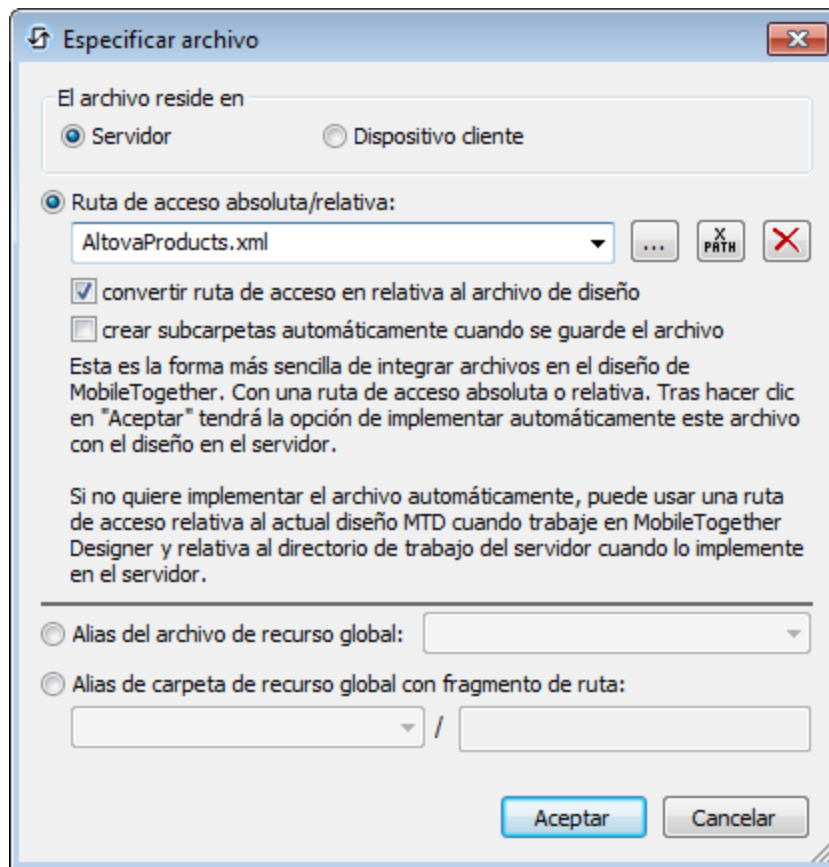 Especificar archivo
El archivo reside en
Servidor
Dispositivo cliente
Ruta de acceso absoluta/relativa:
AltovaProducts.xml
...
X
PATH
convertir ruta de acceso en relativa al archivo de diseño
crear subcarpetas automáticamente cuando se guarde el archivo
Esta es la forma más sencilla de integrar archivos en el diseño de
MobileTogether. Con una ruta de acceso absoluta o relativa. Tras hacer clic
en "Aceptar" tendrá la opción de implementar automáticamente este archivo
con el diseño en el servidor.
Si no quiere implementar el archivo automáticamente, puede usar una ruta
de acceso relativa al actual diseño MTD cuando trabaje en MobileTogether
Designer y relativa al directorio de trabajo del servidor cuando lo implemente
en el servidor.
Alias del archivo de recurso global:
Alias de carpeta de recurso global con fragmento de ruta:
/
Aceptar
Cancelar